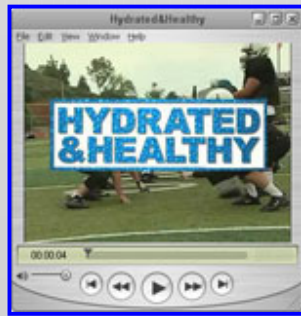 Hydrated&Healthy
File Edit View Window Help
HYDRATED
&HEALTHY
00:00:04